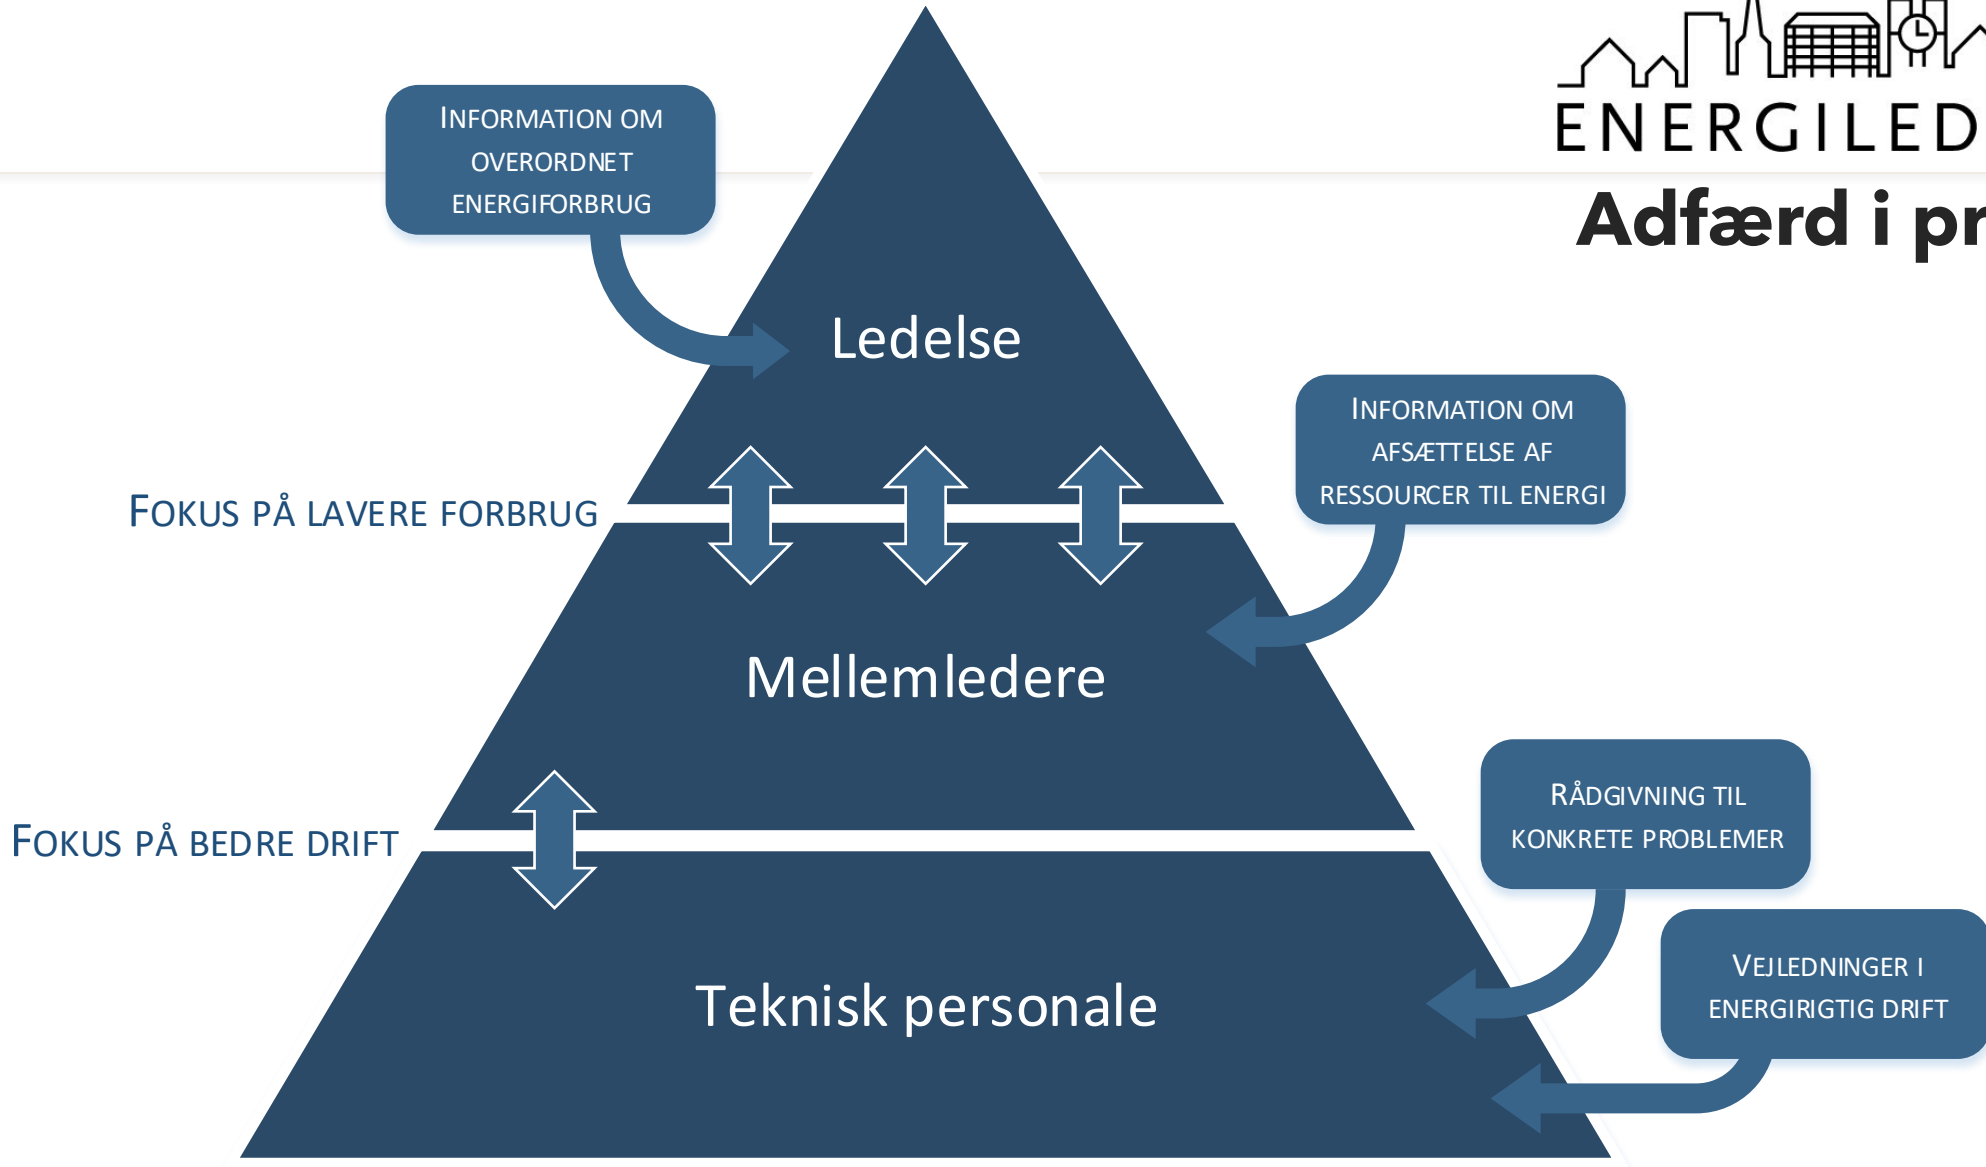 ENERGILED
Adfærd i pr
INFORMATION OM
OVERORDNET
ENERGIFORBRUG
Ledelse
INFORMATION OM
AFSÆTTELSE AF
RESSOURCER TIL ENERGI
FOKUS PÅ LAVERE FORBRUG
Mellemledere
RÅDGIVNING TIL
KONKRETE PROBLEMER
FOKUS PÅ BEDRE DRIFT
VEJLEDNINGER I
ENERGIRIGTIG DRIFT
Teknisk personale